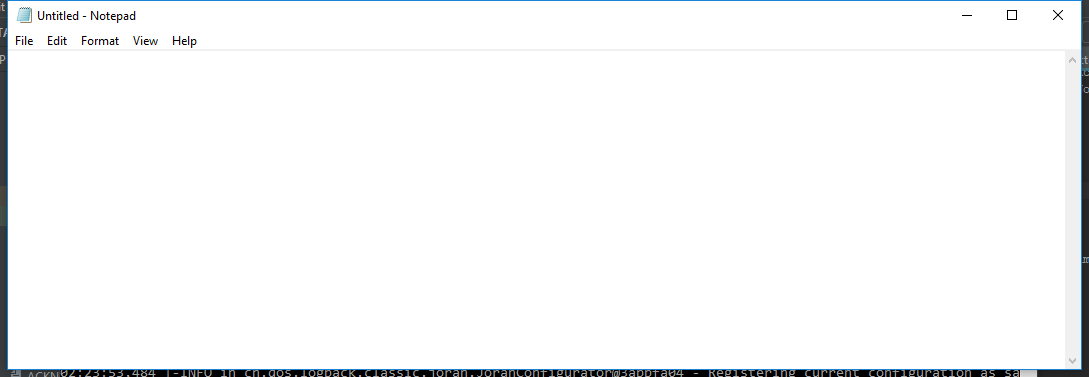 Untitled - Notepad
File Edit Format View Help
ACKN 02:23:53.484 |-INFO in ch.qos.logback.classic.joran.JoranConfigurator@3abbfa04 - Registering current configuration as sa